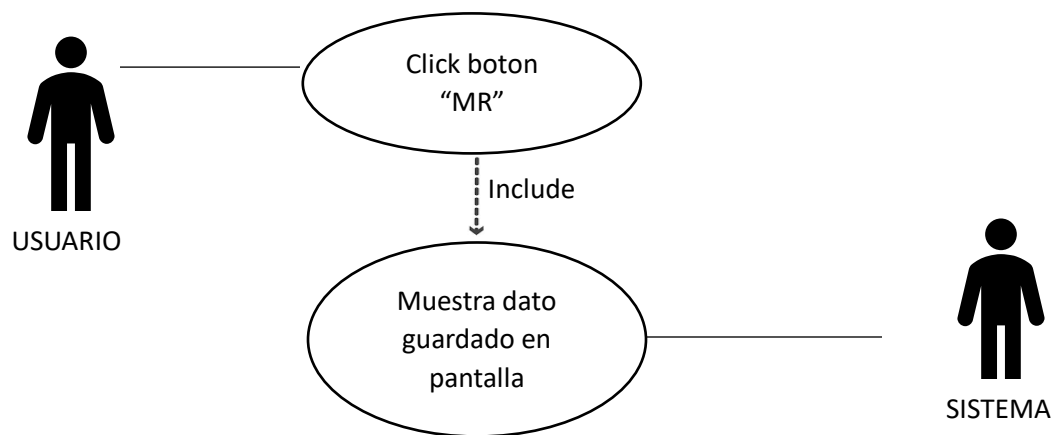 Click boton
“MR”
Include
USUARIO
Muestra dato
guardado en
pantalla
SISTEMA